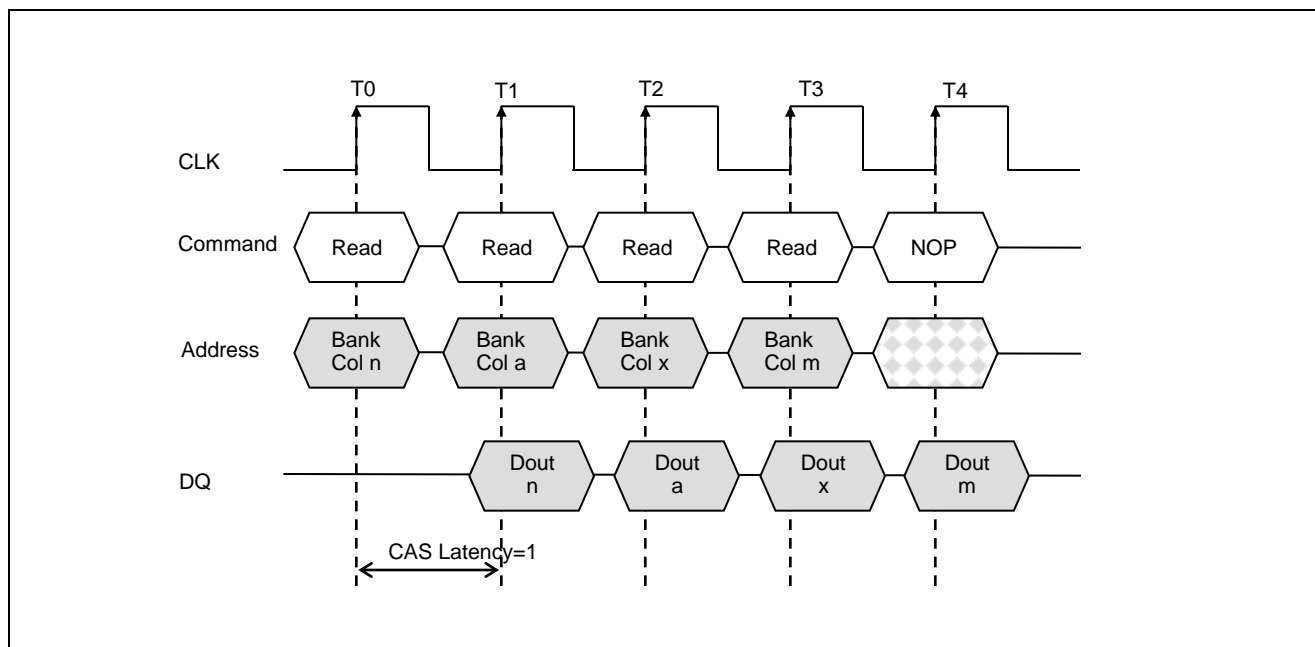 T0 T1 T2 T3 T4
CLK
Command Read Read Read Read NOP
Address
Bank
Col n
Bank
Col a
Bank
Col x
Bank
Col m
DQ
Dout
n
Dout
a
Dout
x
Dout
m
CAS Latency=1